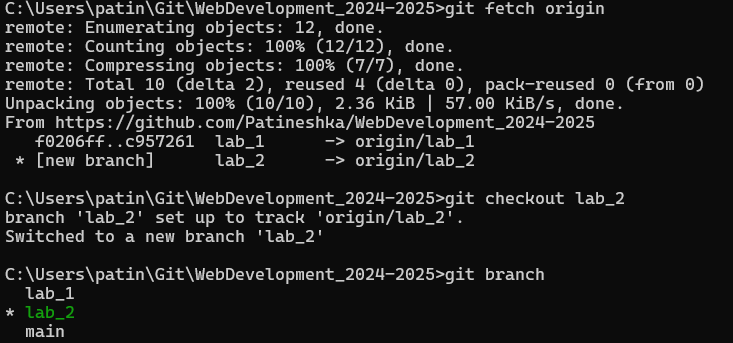 C:\Users\patin\Git\WebDevelopment_2024-2025>git fetch origin
remote: Enumerating objects: 12, done.
remote: Counting objects: 100% (12/12), done.
remote: Compressing objects: 100% (7/7), done.
remote: Total 10 (delta 2), reused 4 (delta 0), pack-reused 0 (from 0)
Unpacking objects: 100% (10/10), 2.36 KiB | 57.00 KiB/s, done.
From https://github.com/Patineshka/WebDevelopment_2024-2025
   f0206ff..c957261  lab_1      -> origin/lab_1
 * [new branch]      lab_2      -> origin/lab_2
C:\Users\patin\Git\WebDevelopment_2024-2025>git checkout lab_2
branch 'lab_2' set up to track 'origin/lab_2'.
Switched to a new branch 'lab_2'
C:\Users\patin\Git\WebDevelopment_2024-2025>git branch
  lab_1
* lab_2
  main